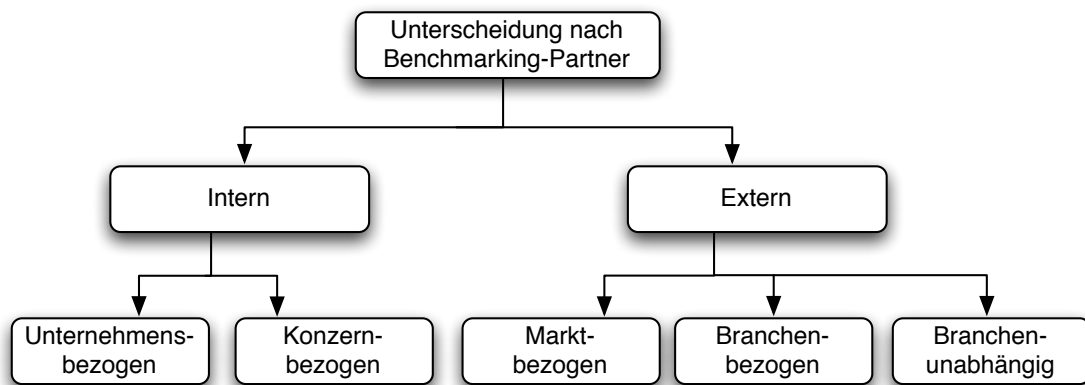 Unterscheidung nach
Benchmarking-Partner
Intern
Extern
Unternehmens-
bezogen
Konzern-
bezogen
Markt-
bezogen
Branchen-
bezogen
Branchen-
unabhängig